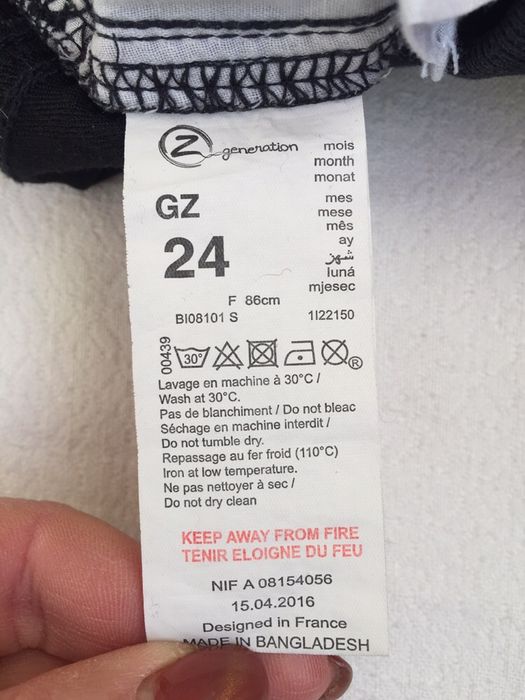 Z generation
mois
month
monat
GZ
mes
mese
mês
24
ay
شهر
luná
mjesec
F 86cm
BI08101 S
1I22150
00439
30°
®
Lavage en machine à 30°C /
Wash at 30°C.
Pas de blanchiment / Do not bleac
Séchage en machine interdit /
Do not tumble dry.
Repassage au fer froid (110°C)
Iron at low temperature.
Ne pas nettoyer à sec /
Do not dry clean
KEEP AWAY FROM FIRE
TENIR ELOIGNE DU FEU
NIF A 08154056
15.04.2016
Designed in France
MADE IN BANGLADESH